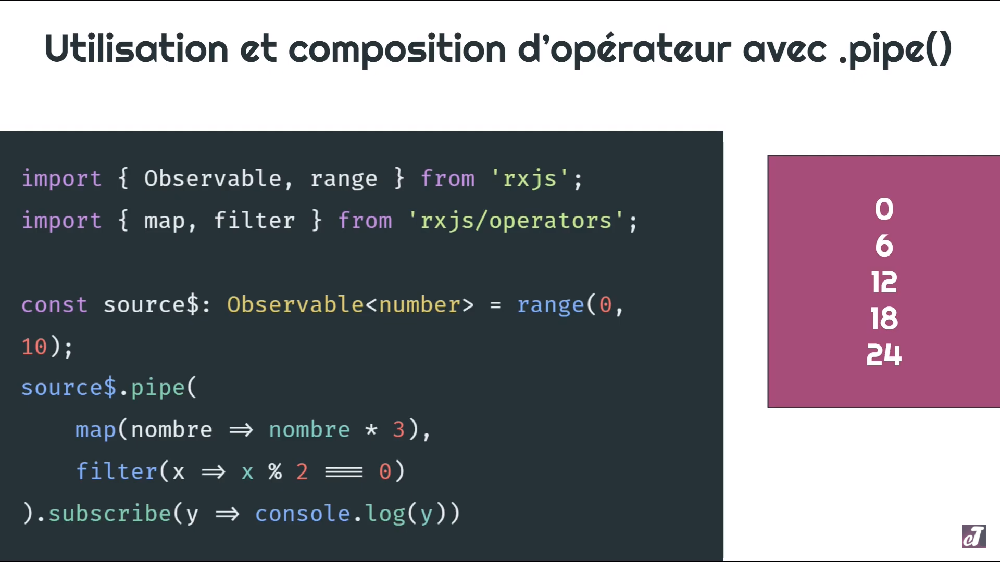 Utilisation et composition d’opérateur avec .pipe()
import { Observable, range } from 'rxjs';
import { map, filter } from 'rxjs/operators';
const source$: Observable<number> = range(0,
10);
source$.pipe(
    map(nombre => nombre * 3),
    filter(x => x % 2 === 0)
).subscribe(y => console.log(y))
0
6
12
18
24
eT